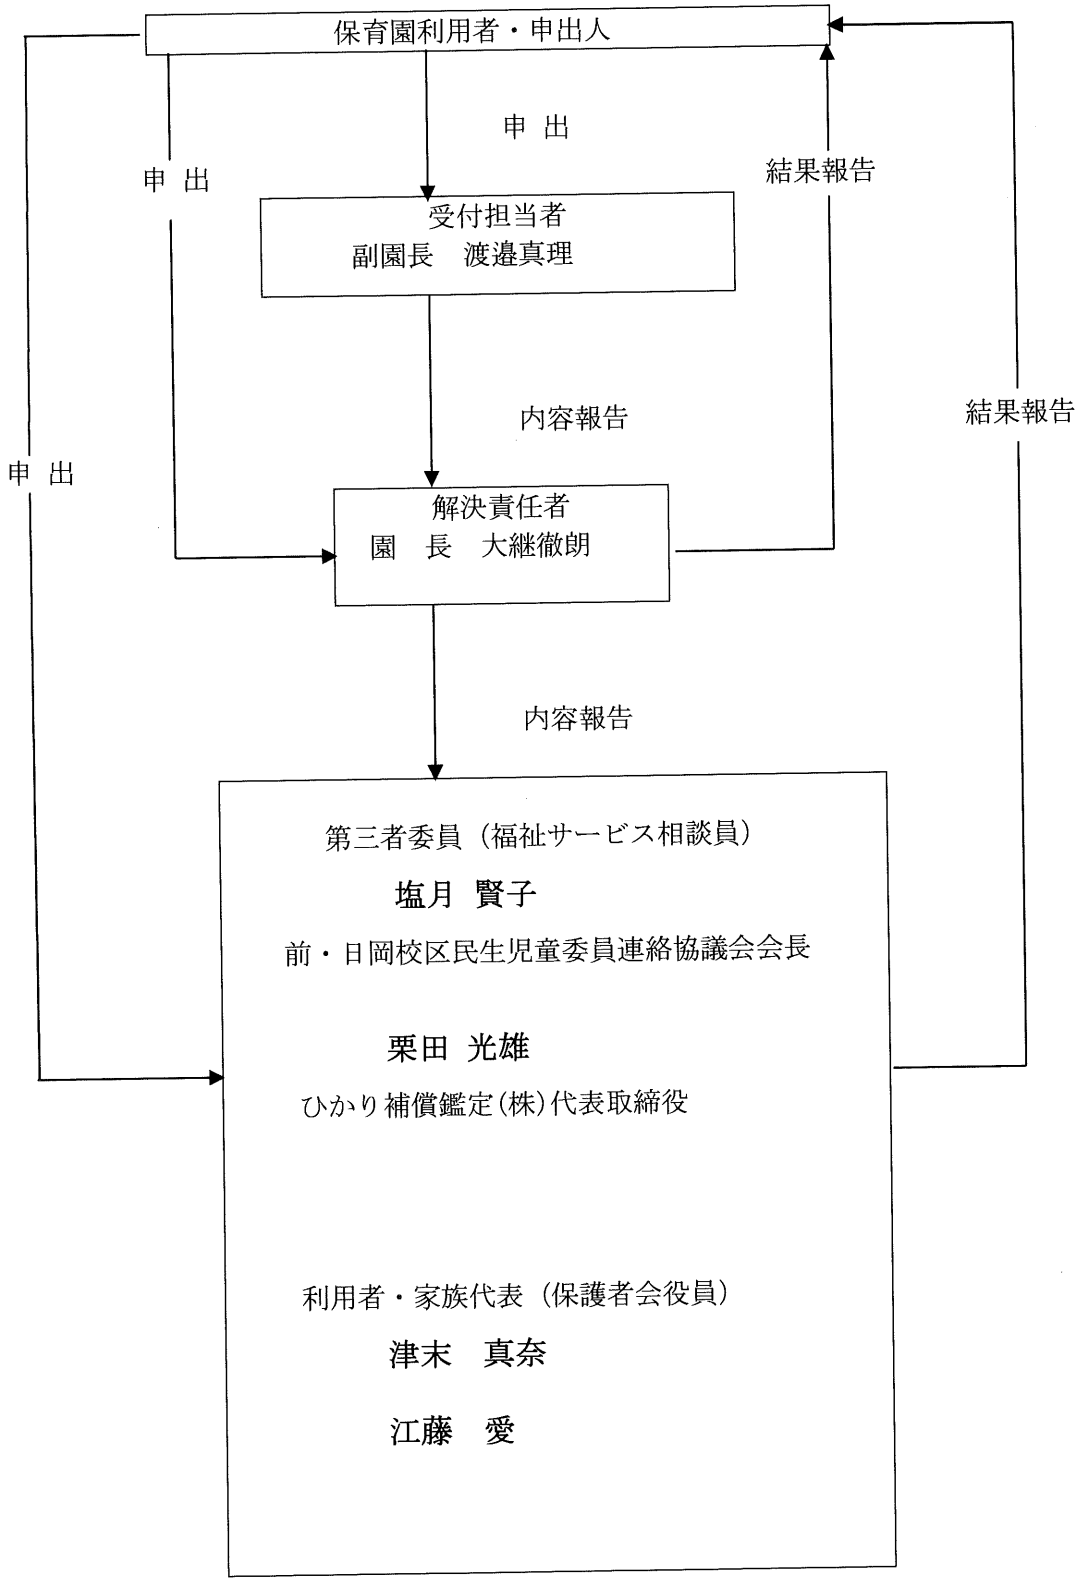 保育園利用者・申出人
申 出
申 出
結果報告
受付担当者
副園長 渡邉真理
内容報告
結果報告
申 出
解決責任者
園 長 大継徹朗
内容報告
第三者委員（福祉サービス相談員）
塩月 賢子
前・日岡校区民生児童委員連絡協議会会長
栗田 光雄
ひかり補償鑑定(株)代表取締役
利用者・家族代表（保護者会役員）
津末 真奈
江藤 愛